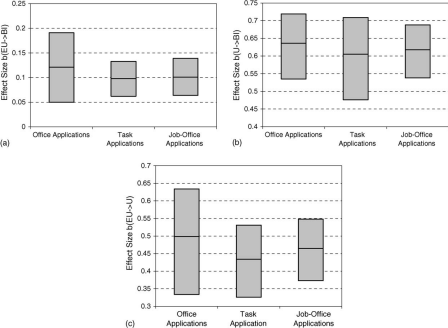 Effect Size b(EU->BI)
0.25
0.2
0.15
0.1
0.05
0
Office Applications
Task
Applications
Job-Office
Applications
(a)
Effect Size b(U->BI)
0.75
0.7
0.65
0.6
0.55
0.5
0.45
0.4
Office Applications
Task
Applications
Job-Office
Applications
(b)
Effect Size b(EU->U)
0.7
0.65
0.6
0.55
0.5
0.45
0.4
0.35
0.3
Office
Applications
Task
Application
Job-Office
Applications
(c)